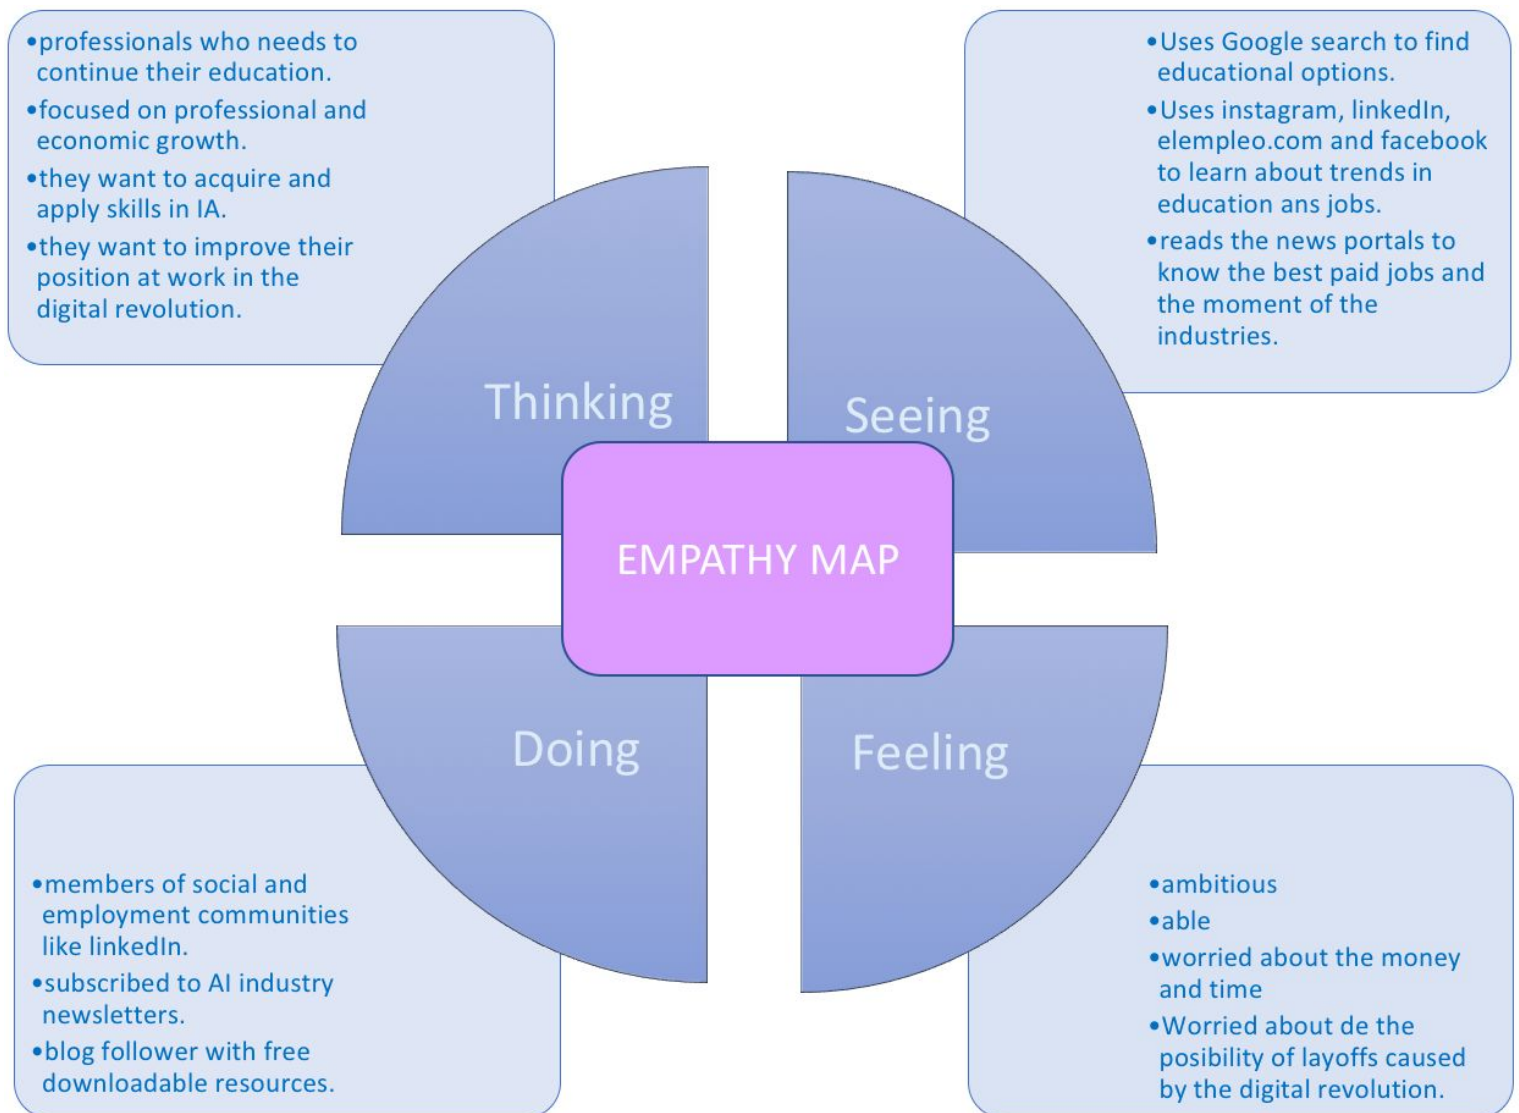 •professionals who needs to
continue their education.
•focused on professional and
economic growth.
•they want to acquire and
apply skills in IA.
•they want to improve their
position at work in the
digital revolution.
•Uses Google search to find
educational options.
•Uses instagram, linkedIn,
elempleo.com and facebook
to learn about trends in
education ans jobs.
•reads the news portals to
know the best paid jobs and
the moment of the
industries.
Thinking
Seeing
EMPATHY MAP
Doing
Feeling
•members of social and
employment communities
like linkedIn.
•subscribed to AI industry
newsletters.
•blog follower with free
downloadable resources.
•ambitious
•able
•worried about the money
and time
•Worried about de the
posibility of layoffs caused
by the digital revolution.